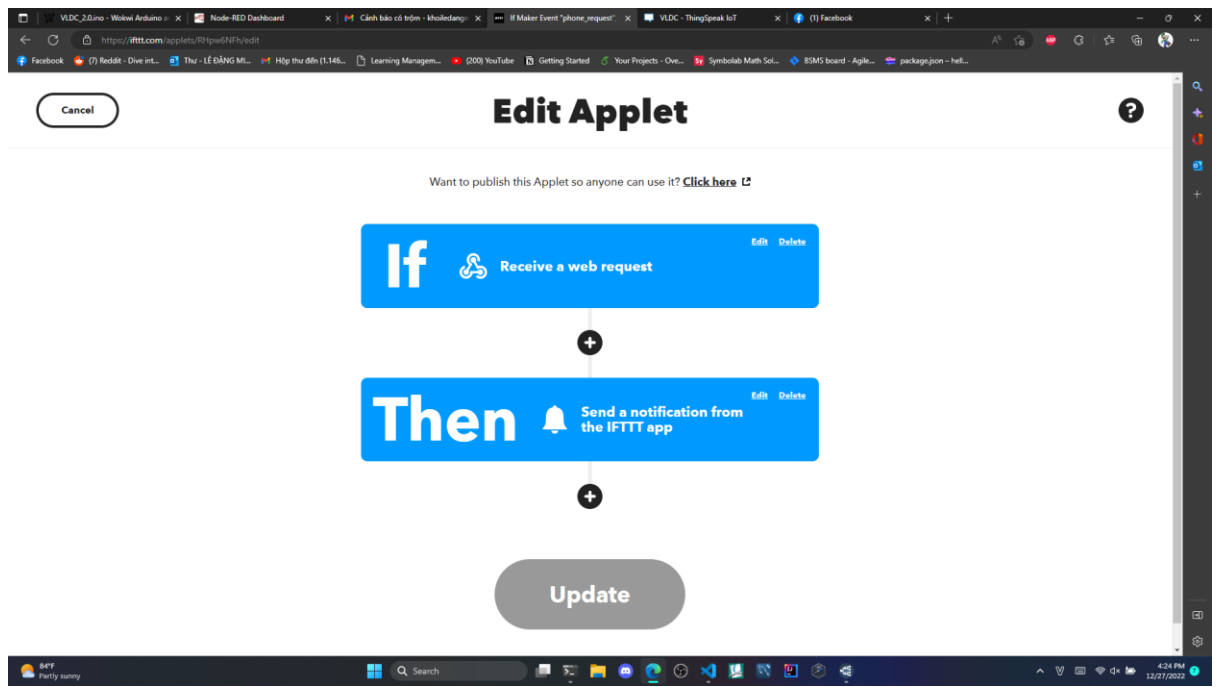 VLDC_2.0.ino - Wokwi Arduino a
Node-RED Dashboard
Cảnh báo có trộm - khoiledang
If Maker Event "phone_request",
VLDC - ThingSpeak IoT
(1) Facebook
https://ifttt.com/applets/RHpw6NFh/edit
Facebook
(7) Reddit - Dive int...
Thư - LÊ ĐẶNG MI...
Hộp thư đến (1.146...
Learning Managem...
(200) YouTube
Getting Started
Your Projects - Ove...
Symbolab Math Sol...
BSMS board - Agile...
package.json – hell...
Cancel
Edit Applet
?
Want to publish this Applet so anyone can use it? Click here
Edit Delete
If Receive a web request
Edit Delete
Then Send a notification from
the IFTTT app
Update
84°F
Partly sunny
Search
4:24 PM
12/27/2022